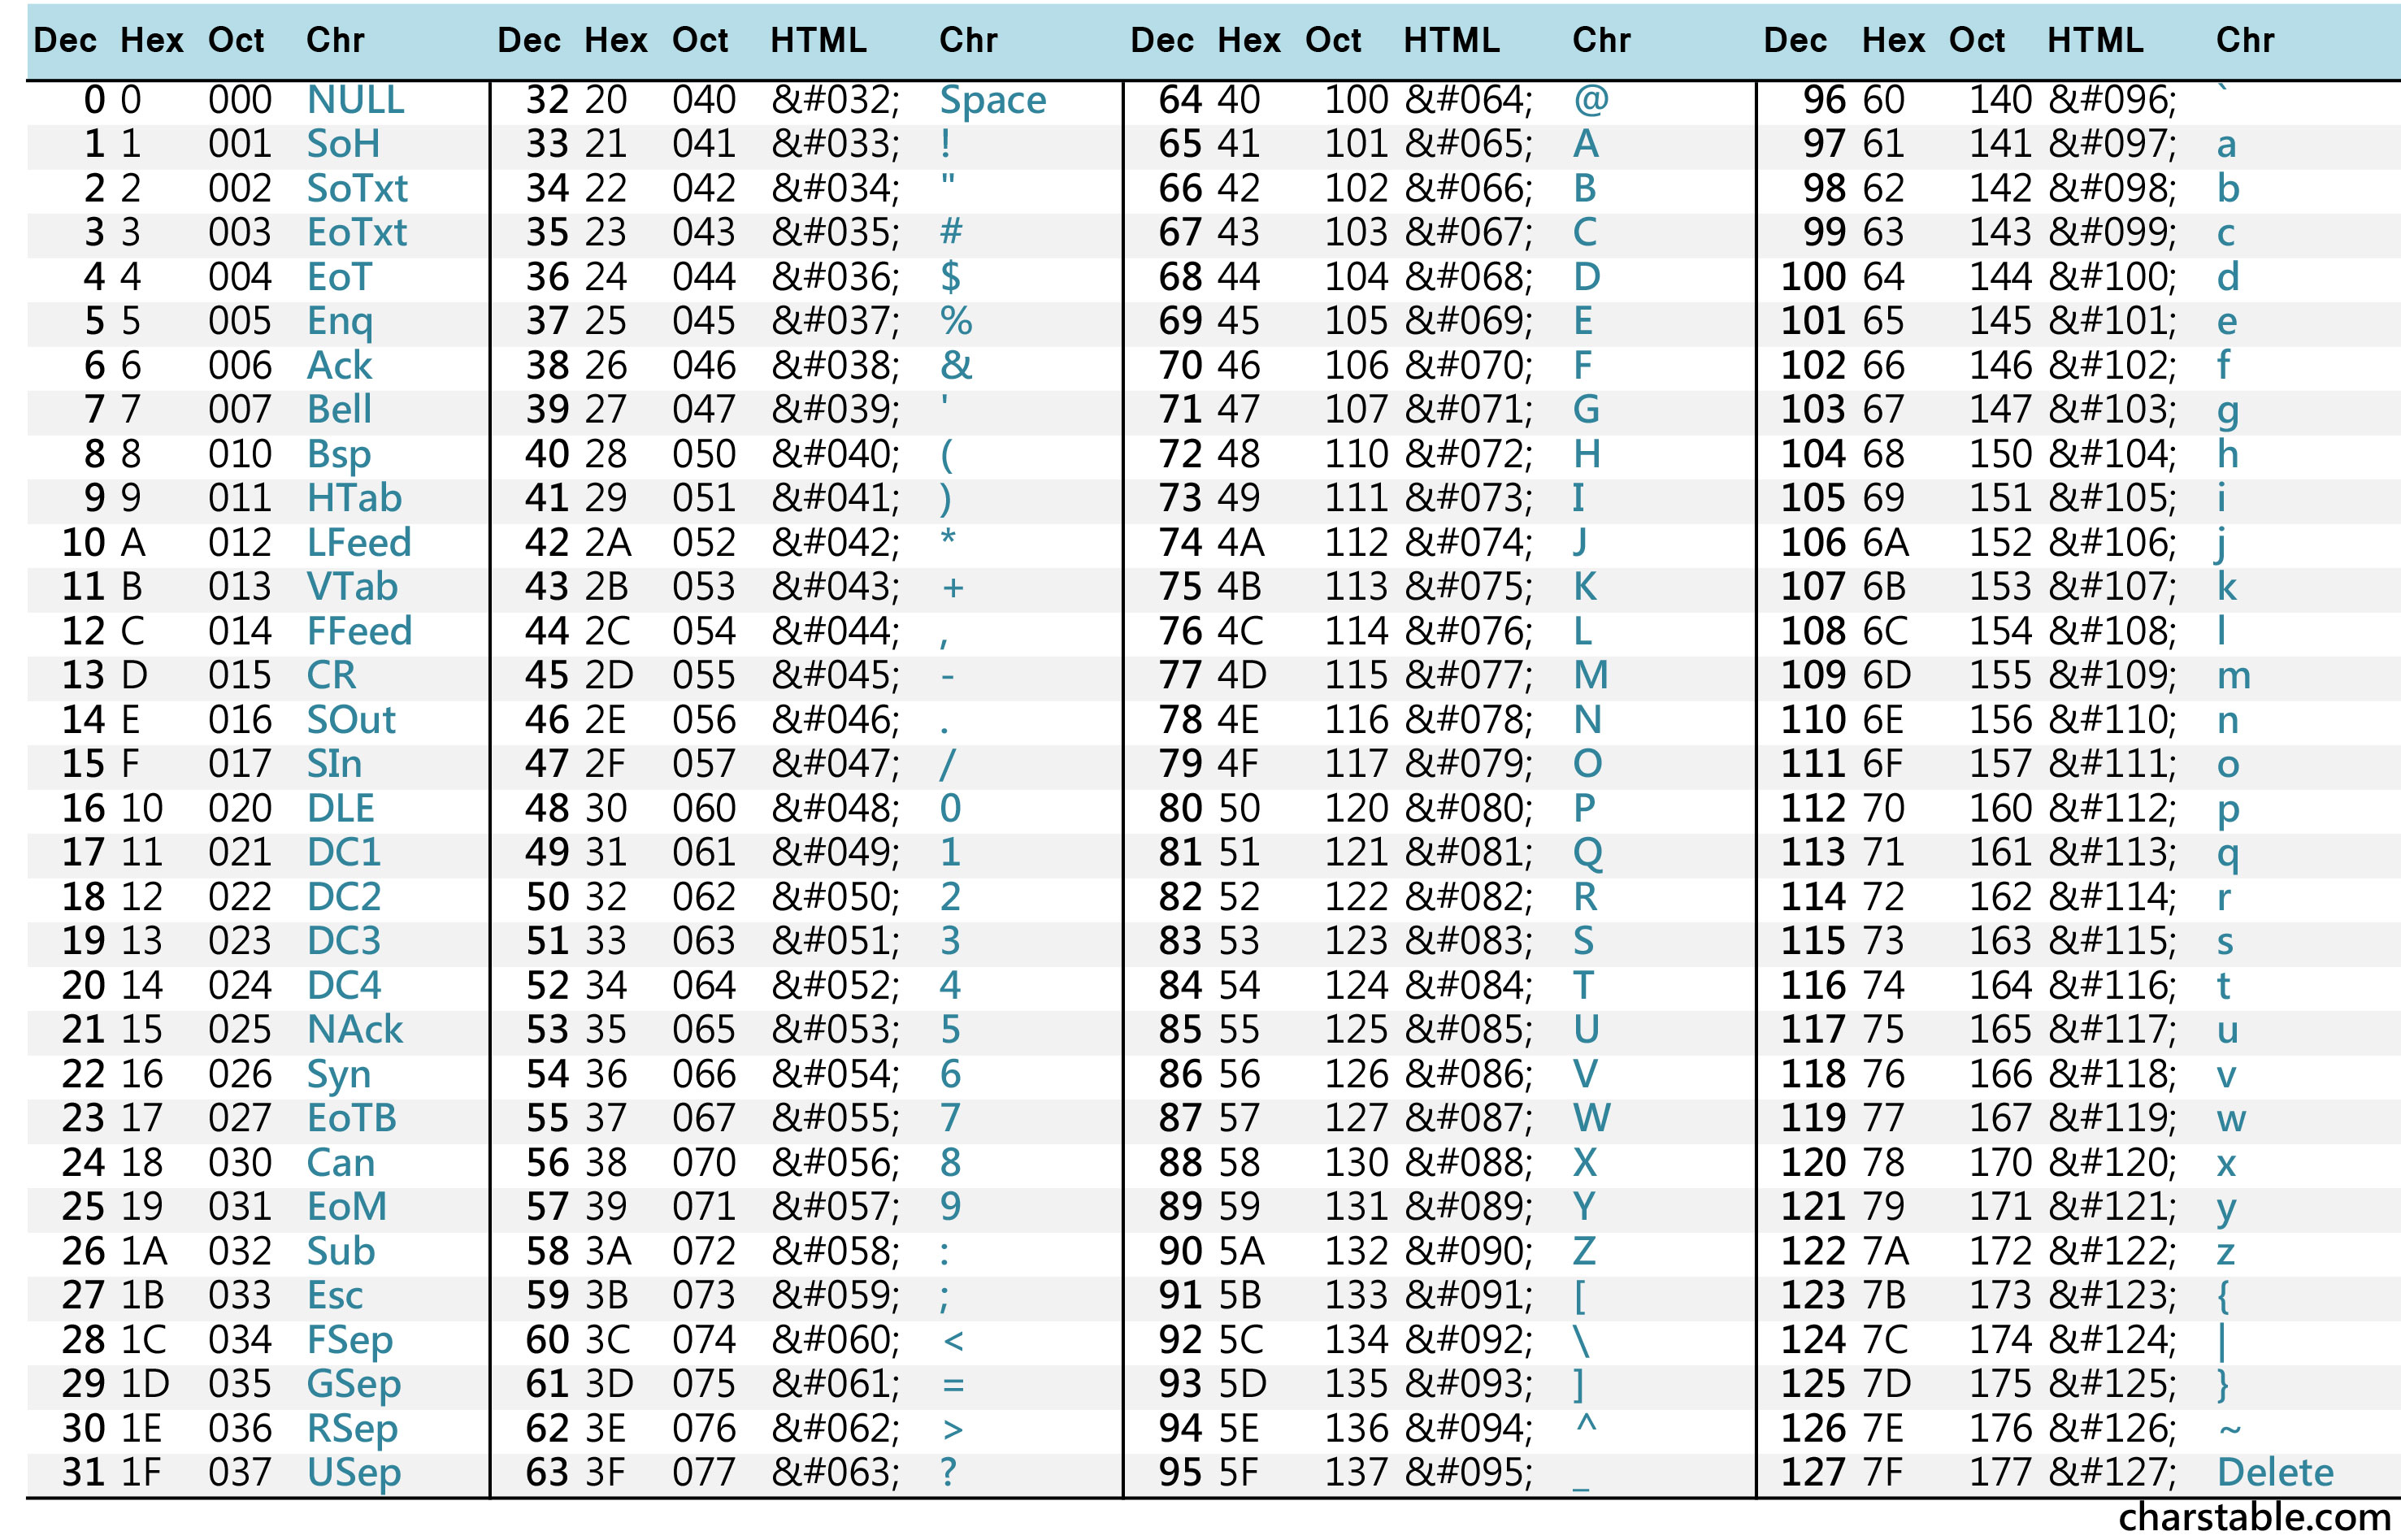 Dec Hex Oct Chr Dec Hex Oct HTML Chr Dec Hex Oct HTML Chr Dec Hex Oct HTML Chr
0 0 000 NULL 32 20 040 &#032; Space 64 40 100 &#064; @ 96 60 140 &#096; `
1 1 001 SoH 33 21 041 &#033; ! 65 41 101 &#065; A 97 61 141 &#097; a
2 2 002 SoTxt 34 22 042 &#034; " 66 42 102 &#066; B 98 62 142 &#098; b
3 3 003 EoTxt 35 23 043 &#035; # 67 43 103 &#067; C 99 63 143 &#099; c
4 4 004 EoT 36 24 044 &#036; $ 68 44 104 &#068; D 100 64 144 &#100; d
5 5 005 Enq 37 25 045 &#037; % 69 45 105 &#069; E 101 65 145 &#101; e
6 6 006 Ack 38 26 046 &#038; & 70 46 106 &#070; F 102 66 146 &#102; f
7 7 007 Bell 39 27 047 &#039; ' 71 47 107 &#071; G 103 67 147 &#103; g
8 8 010 Bsp 40 28 050 &#040; ( 72 48 110 &#072; H 104 68 150 &#104; h
9 9 011 HTab 41 29 051 &#041; ) 73 49 111 &#073; I 105 69 151 &#105; i
10 A 012 LFeed 42 2A 052 &#042; * 74 4A 112 &#074; J 106 6A 152 &#106; j
11 B 013 VTab 43 2B 053 &#043; + 75 4B 113 &#075; K 107 6B 153 &#107; k
12 C 014 FFeed 44 2C 054 &#044; , 76 4C 114 &#076; L 108 6C 154 &#108; l
13 D 015 CR 45 2D 055 &#045; - 77 4D 115 &#077; M 109 6D 155 &#109; m
14 E 016 SOut 46 2E 056 &#046; . 78 4E 116 &#078; N 110 6E 156 &#110; n
15 F 017 SIn 47 2F 057 &#047; / 79 4F 117 &#079; O 111 6F 157 &#111; o
16 10 020 DLE 48 30 060 &#048; 0 80 50 120 &#080; P 112 70 160 &#112; p
17 11 021 DC1 49 31 061 &#049; 1 81 51 121 &#081; Q 113 71 161 &#113; q
18 12 022 DC2 50 32 062 &#050; 2 82 52 122 &#082; R 114 72 162 &#114; r
19 13 023 DC3 51 33 063 &#051; 3 83 53 123 &#083; S 115 73 163 &#115; s
20 14 024 DC4 52 34 064 &#052; 4 84 54 124 &#084; T 116 74 164 &#116; t
21 15 025 NAck 53 35 065 &#053; 5 85 55 125 &#085; U 117 75 165 &#117; u
22 16 026 Syn 54 36 066 &#054; 6 86 56 126 &#086; V 118 76 166 &#118; v
23 17 027 EoTB 55 37 067 &#055; 7 87 57 127 &#087; W 119 77 167 &#119; w
24 18 030 Can 56 38 070 &#056; 8 88 58 130 &#088; X 120 78 170 &#120; x
25 19 031 EoM 57 39 071 &#057; 9 89 59 131 &#089; Y 121 79 171 &#121; y
26 1A 032 Sub 58 3A 072 &#058; : 90 5A 132 &#090; Z 122 7A 172 &#122; z
27 1B 033 Esc 59 3B 073 &#059; ; 91 5B 133 &#091; [ 123 7B 173 &#123; {
28 1C 034 FSep 60 3C 074 &#060; < 92 5C 134 &#092; \ 124 7C 174 &#124; |
29 1D 035 GSep 61 3D 075 &#061; = 93 5D 135 &#093; ] 125 7D 175 &#125; }
30 1E 036 RSep 62 3E 076 &#062; > 94 5E 136 &#094; ^ 126 7E 176 &#126; ~
31 1F 037 USep 63 3F 077 &#063; ? 95 5F 137 &#095; _ 127 7F 177 &#127; Delete
charstable.com